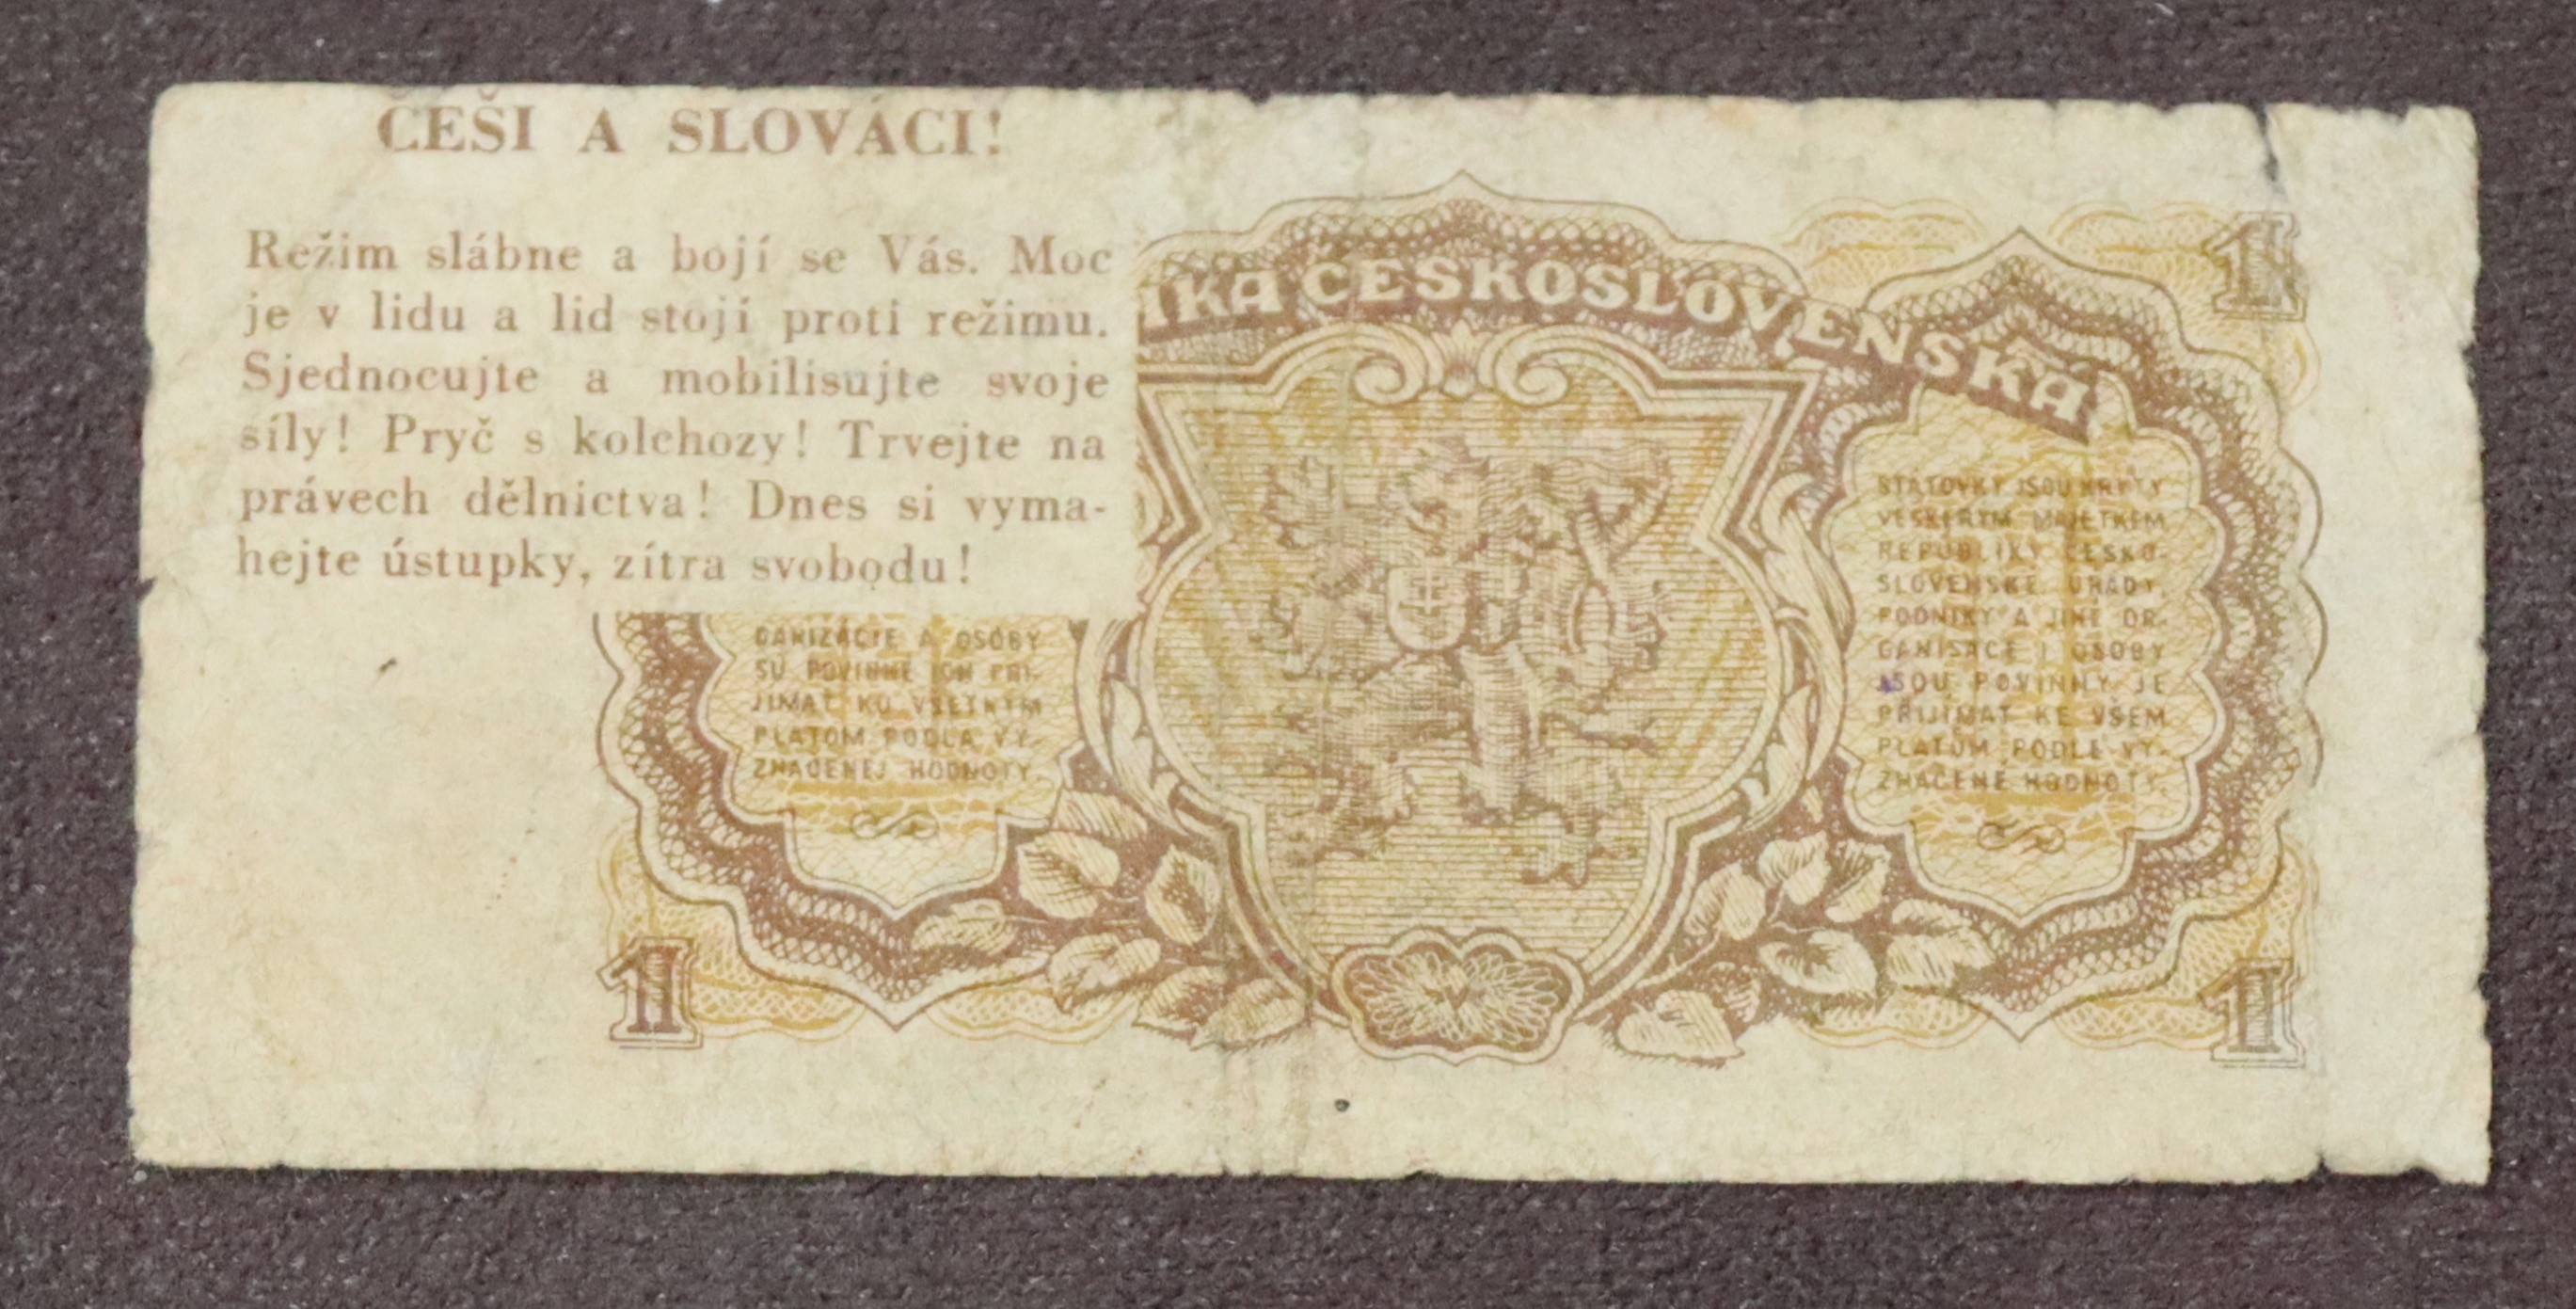 ČEŠI A SLOVÁCI!
Režim slábne a bojí se Vás. Moc
je v lidu a lid stojí proti režimu.
Sjednocujte a mobilisujte svoje
síly! Pryč s kolchozy! Trvejte na
právech dělnictva! Dnes si vyma-
hejte ústupky, zítra svobodu!
IKA ČESKOSLOVENSKÁ
1
GANIZÁCIE A OSOBY
SÚ POVINNÉ ICH PRI-
JÍMAŤ KU VŠETKÝM
PLATOM PODĽA VY-
ZNAČENEJ HODNOTY.
STÁTOVKY JSOU KRYTY
VEŠKERÝM MAJETKEM
REPUBLIKY ČESKO-
SLOVENSKÉ. ÚŘADY,
PODNIKY A JINÉ OR-
GANISACE I OSOBY
JSOU POVINNY JE
PŘIJÍMAT KE VŠEM
PLATŮM PODLE VY-
ZNAČENÉ HODNOTY.
1
1